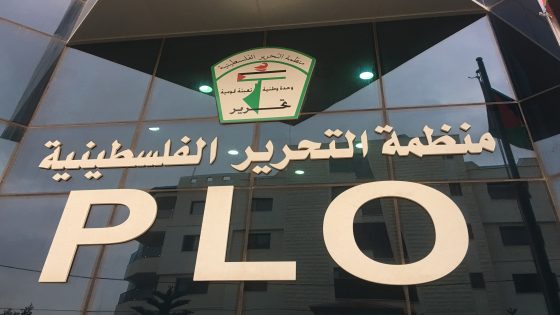 منظمة التحرير الفلسطينية
وحدة وطنية
تعبئة قومية
تحرير
منظمة التحرير الفلسطينية
PLO